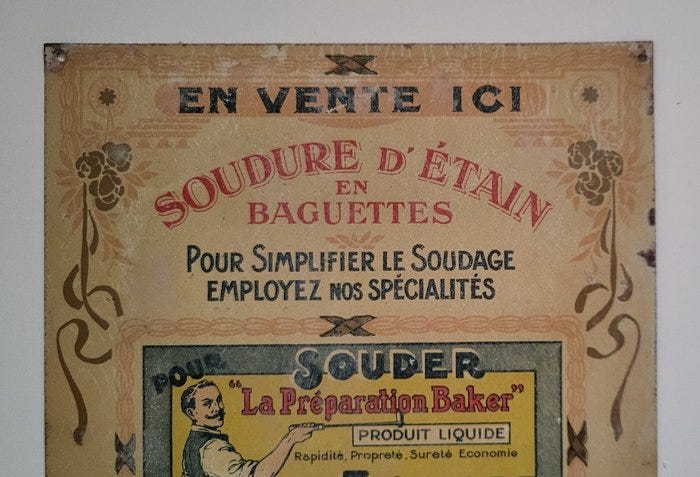 EN VENTE ICI
SOUDURE D'ÉTAIN
EN
BAGUETTES
POUR SIMPLIFIER LE SOUDAGE
EMPLOYEZ NOS SPÉCIALITÉS
POUR SOUDER
"La Préparation Baker"
PRODUIT LIQUIDE
Rapidité, Propreté, Sureté Economie